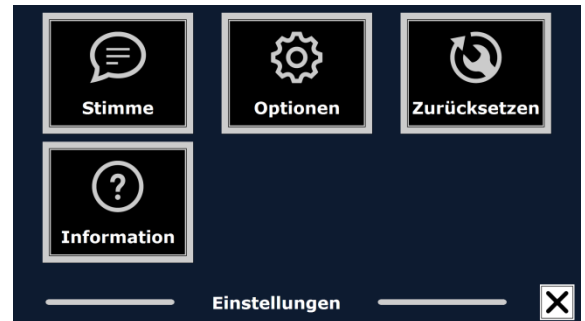 Stimme
Optionen
Zurücksetzen
Information
Einstellungen